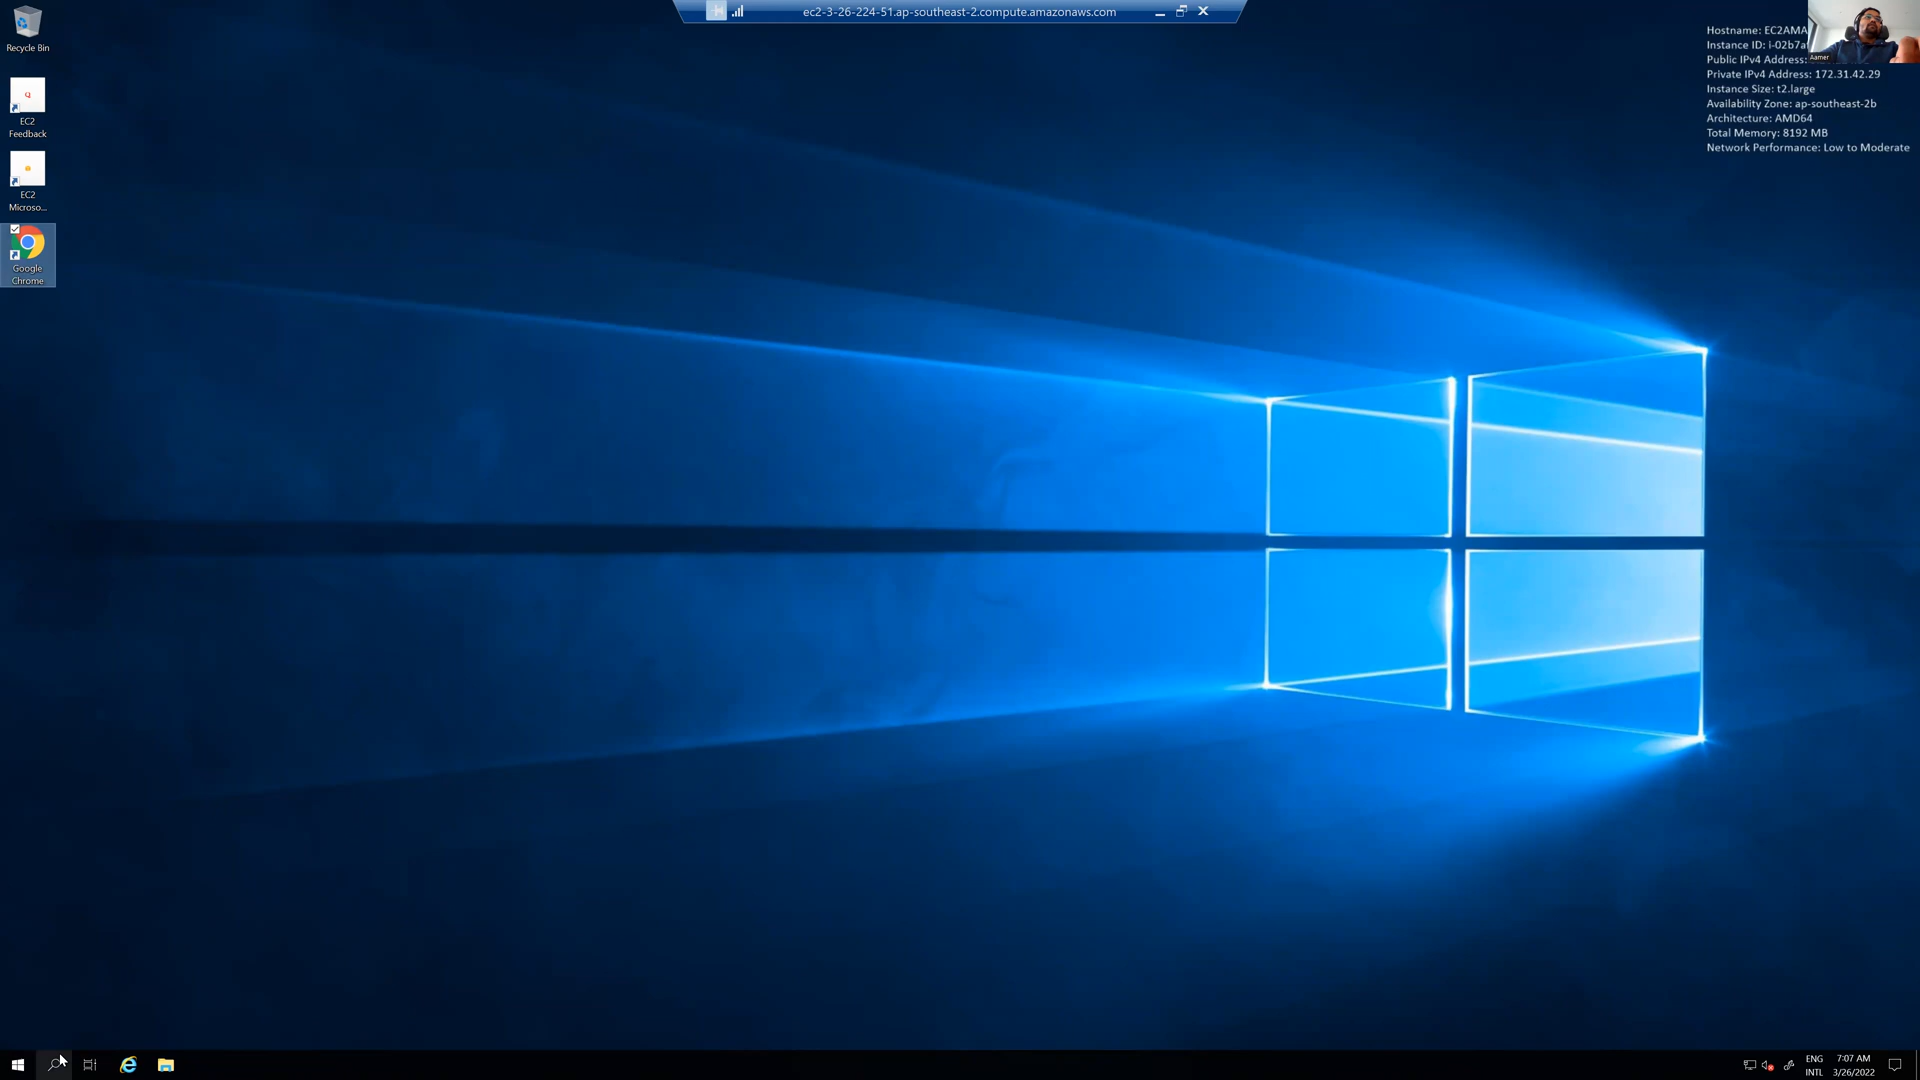 ec2-3-26-224-51.ap-southeast-2.compute.amazonaws.com
Recycle Bin
EC2
Feedback
EC2
Microso...
Google
Chrome
Hostname: EC2AMA
Instance ID: i-02b7a
Public IPv4 Address:
Private IPv4 Address: 172.31.42.29
Instance Size: t2.large
Availability Zone: ap-southeast-2b
Architecture: AMD64
Total Memory: 8192 MB
Network Performance: Low to Moderate
Aamer
ENG
INTL
7:07 AM
3/26/2022